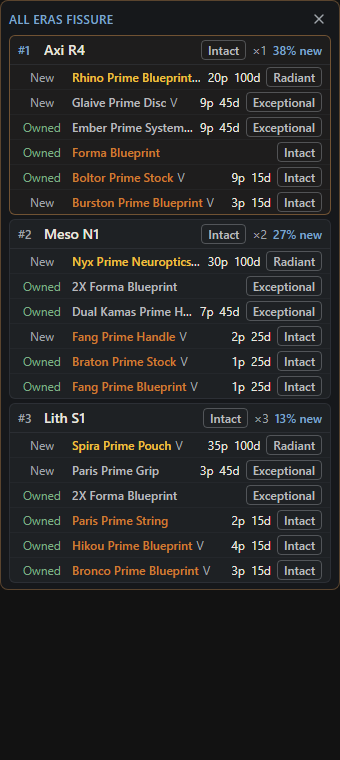 ALL ERAS FISSURE ×
#1 Axi R4 Intact ×1 38% new
New Rhino Prime Blueprint... 20p 100d Radiant
New Glaive Prime Disc V 9p 45d Exceptional
Owned Ember Prime System... 9p 45d Exceptional
Owned Forma Blueprint Intact
Owned Boltor Prime Stock V 9p 15d Intact
New Burston Prime Blueprint V 3p 15d Intact
#2 Meso N1 Intact ×2 27% new
New Nyx Prime Neuroptics... 30p 100d Radiant
Owned 2X Forma Blueprint Exceptional
Owned Dual Kamas Prime H... 7p 45d Exceptional
New Fang Prime Handle V 2p 25d Intact
Owned Braton Prime Stock V 1p 25d Intact
Owned Fang Prime Blueprint V 1p 25d Intact
#3 Lith S1 Intact ×3 13% new
New Spira Prime Pouch V 35p 100d Radiant
New Paris Prime Grip 3p 45d Exceptional
Owned 2X Forma Blueprint Exceptional
Owned Paris Prime String 2p 15d Intact
Owned Hikou Prime Blueprint V 4p 15d Intact
Owned Bronco Prime Blueprint V 3p 15d Intact